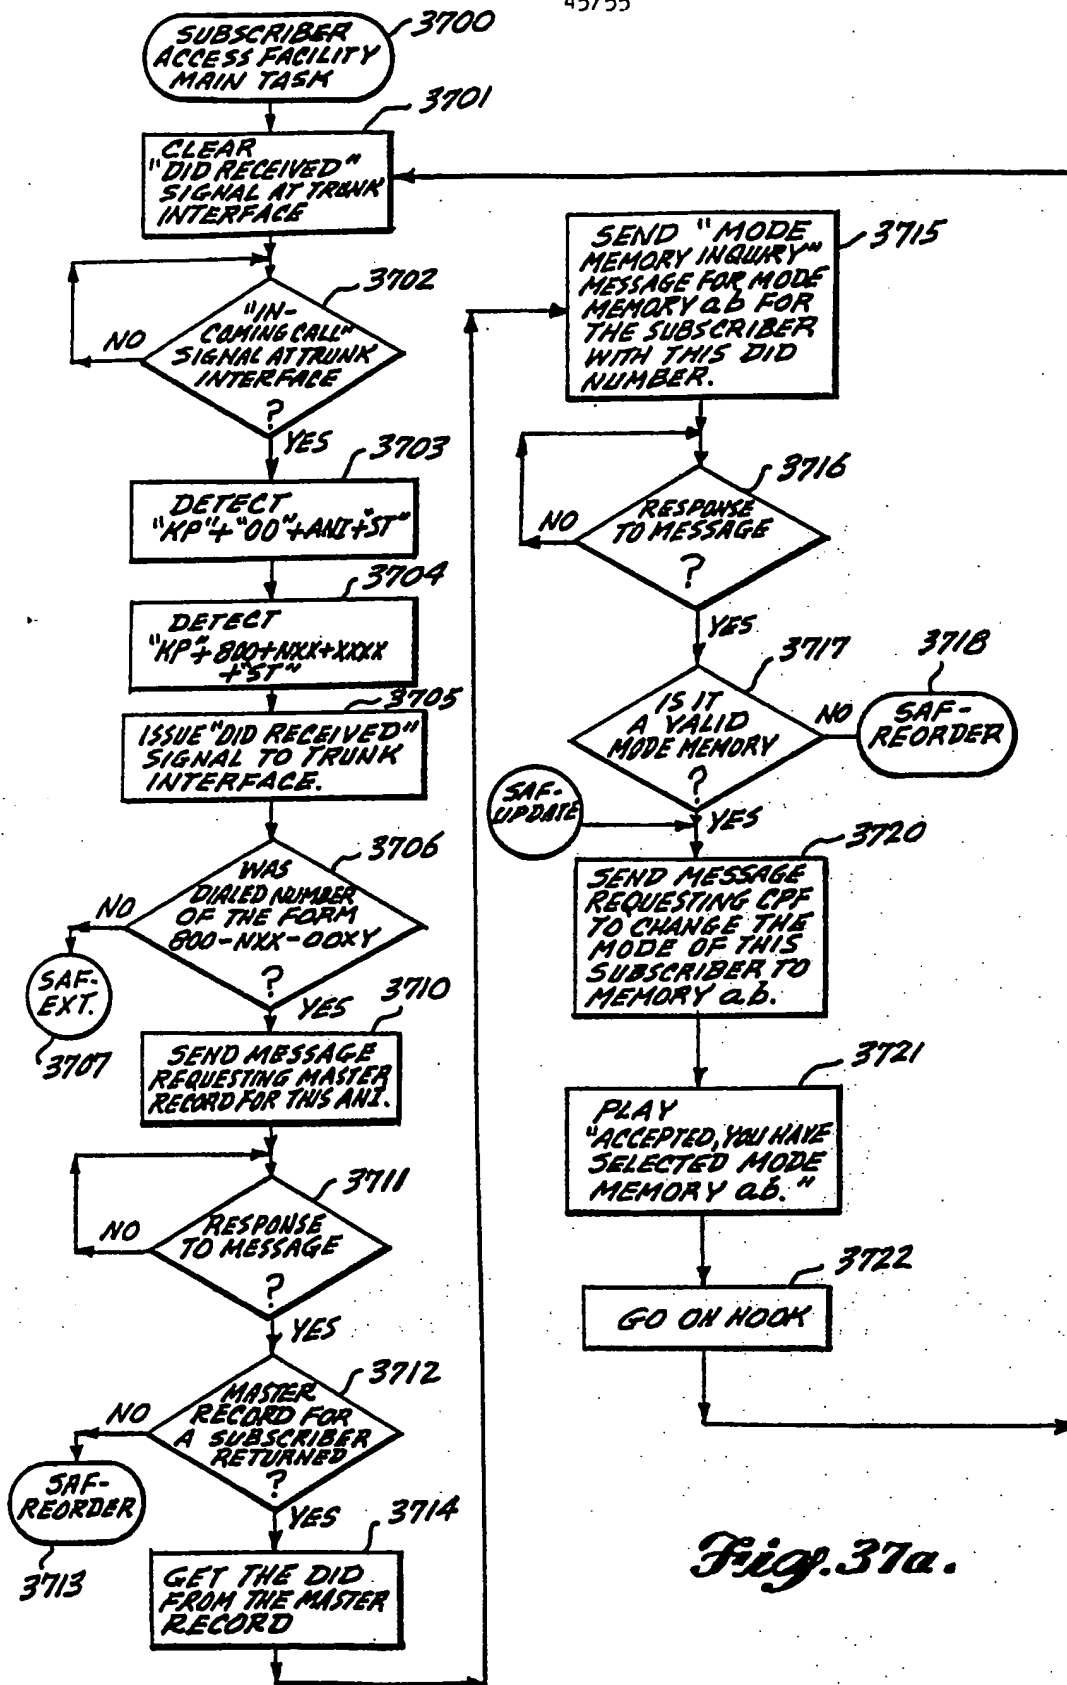 45/55
SUBSCRIBER
ACCESS FACILITY
MAIN TASK
3700
3701
CLEAR
"DID RECEIVED"
SIGNAL AT TRUNK
INTERFACE
3702
"IN-
COMING CALL"
SIGNAL AT TRUNK
INTERFACE
?
NO
YES
3703
DETECT
"KP"+"00"+ANI+"ST"
3704
DETECT
"KP"+800+NXX+XXXX
+"ST"
3705
ISSUE "DID RECEIVED"
SIGNAL TO TRUNK
INTERFACE.
3706
WAS
DIALED NUMBER
OF THE FORM
800-NXX-OOXY
?
NO
SAF-
EXT.
3707
YES
3710
SEND MESSAGE
REQUESTING MASTER
RECORD FOR THIS ANI.
3711
RESPONSE
TO MESSAGE
?
NO
YES
3712
MASTER
RECORD FOR
A SUBSCRIBER
RETURNED
?
NO
SAF-
REORDER
3713
YES
3714
GET THE DID
FROM THE MASTER
RECORD
SEND "MODE
MEMORY INQUIRY"
MESSAGE FOR MODE
MEMORY ab FOR
THE SUBSCRIBER
WITH THIS DID
NUMBER.
3715
3716
RESPONSE
TO MESSAGE
?
NO
YES
3717
IS IT
A VALID
MODE MEMORY
?
NO
3718
SAF-
REORDER
YES
SAF-
UPDATE
3720
SEND MESSAGE
REQUESTING CPF
TO CHANGE THE
MODE OF THIS
SUBSCRIBER TO
MEMORY ab.
3721
PLAY
"ACCEPTED, YOU HAVE
SELECTED MODE
MEMORY ab."
3722
GO ON HOOK
Fig. 37a.